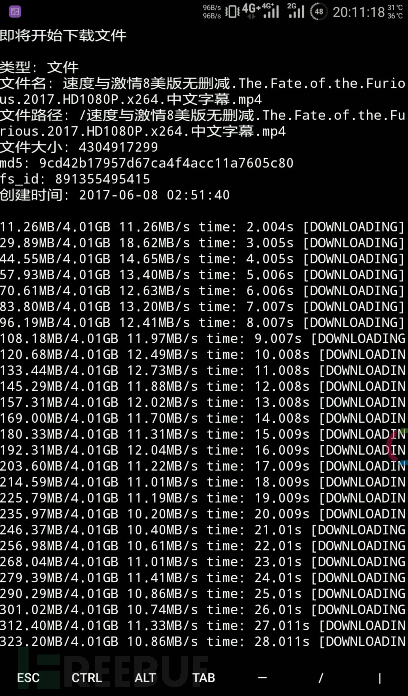 96B/s
96B/s
4G+ 4G 2G 48 20:11:18 31°C
36°C
即将开始下载文件
类型: 文件
文件名: 速度与激情8美版无删减.The.Fate.of.the.Furio
us.2017.HD1080P.x264.中文字幕.mp4
文件路径: /速度与激情8美版无删减.The.Fate.of.the.Fu
rious.2017.HD1080P.x264.中文字幕.mp4
文件大小: 4304917299
md5: 9cd42b17957d67ca4f4acc11a7605c80
fs_id: 891355495415
创建时间: 2017-06-08 02:51:40
11.26MB/4.01GB 11.26MB/s time: 2.004s [DOWNLOADING]
29.89MB/4.01GB 18.62MB/s time: 3.005s [DOWNLOADING]
44.55MB/4.01GB 14.65MB/s time: 4.005s [DOWNLOADING]
57.93MB/4.01GB 13.40MB/s time: 5.006s [DOWNLOADING]
70.61MB/4.01GB 12.63MB/s time: 6.006s [DOWNLOADING]
83.80MB/4.01GB 13.20MB/s time: 7.007s [DOWNLOADING]
96.19MB/4.01GB 12.41MB/s time: 8.007s [DOWNLOADING]
108.18MB/4.01GB 11.97MB/s time: 9.007s [DOWNLOADING
120.68MB/4.01GB 12.49MB/s time: 10.008s [DOWNLOADIN
133.44MB/4.01GB 12.73MB/s time: 11.008s [DOWNLOADIN
145.29MB/4.01GB 11.88MB/s time: 12.008s [DOWNLOADIN
157.31MB/4.01GB 12.02MB/s time: 13.008s [DOWNLOADIN
169.00MB/4.01GB 11.70MB/s time: 14.008s [DOWNLOADIN
180.33MB/4.01GB 11.31MB/s time: 15.009s [DOWNLOADIN
192.31MB/4.01GB 12.04MB/s time: 16.009s [DOWNLOADIN
203.60MB/4.01GB 11.22MB/s time: 17.009s [DOWNLOADIN
214.59MB/4.01GB 11.01MB/s time: 18.009s [DOWNLOADIN
225.79MB/4.01GB 11.19MB/s time: 19.009s [DOWNLOADIN
235.97MB/4.01GB 10.20MB/s time: 20.009s [DOWNLOADIN
246.37MB/4.01GB 10.40MB/s time: 21.01s [DOWNLOADING
256.98MB/4.01GB 10.61MB/s time: 22.01s [DOWNLOADING
268.04MB/4.01GB 11.01MB/s time: 23.01s [DOWNLOADING
279.39MB/4.01GB 11.41MB/s time: 24.01s [DOWNLOADING
290.29MB/4.01GB 10.86MB/s time: 25.01s [DOWNLOADING
301.02MB/4.01GB 10.74MB/s time: 26.01s [DOWNLOADING
312.40MB/4.01GB 11.33MB/s time: 27.011s [DOWNLOADIN
323.20MB/4.01GB 10.86MB/s time: 28.011s [DOWNLOADIN
ESC CTRL ALT TAB — / |
FREEBUF